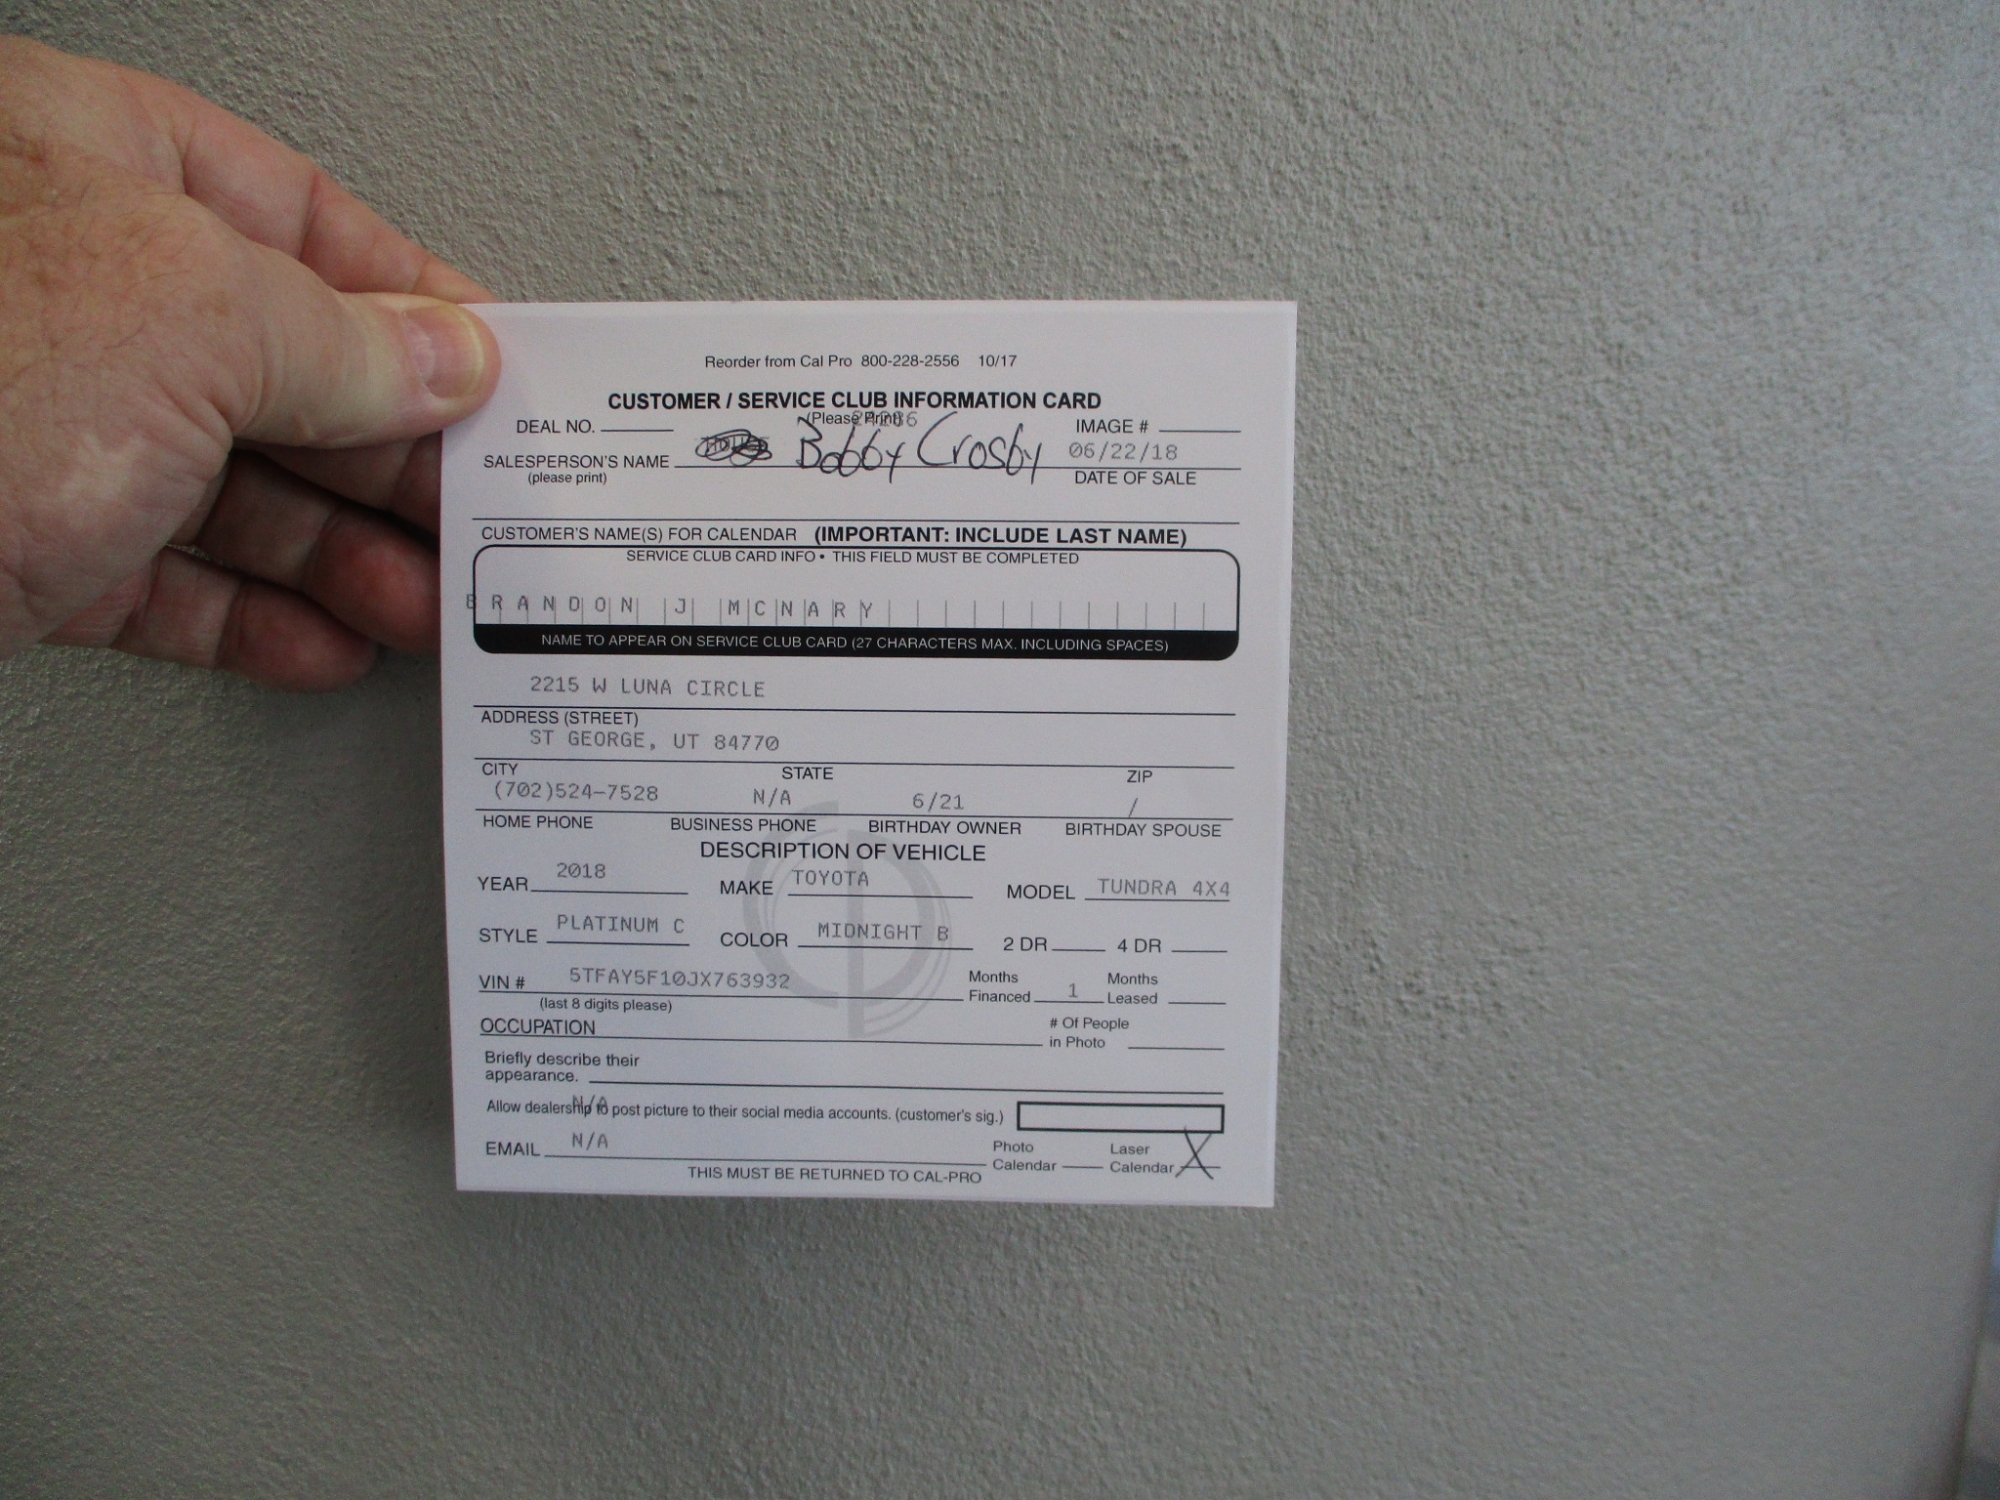 Reorder from Cal Pro 800-228-2556 10/17
CUSTOMER / SERVICE CLUB INFORMATION CARD
(Please Print)
DEAL NO. IMAGE #
SALESPERSON'S NAME Bobby Crosby 06/22/18
(please print) DATE OF SALE
CUSTOMER'S NAME(S) FOR CALENDAR (IMPORTANT: INCLUDE LAST NAME)
SERVICE CLUB CARD INFO • THIS FIELD MUST BE COMPLETED
BRANDON J MCNARY
NAME TO APPEAR ON SERVICE CLUB CARD (27 CHARACTERS MAX. INCLUDING SPACES)
2215 W LUNA CIRCLE
ADDRESS (STREET)
ST GEORGE, UT 84770
CITY STATE ZIP
(702)524-7528 N/A 6/21 /
HOME PHONE BUSINESS PHONE BIRTHDAY OWNER BIRTHDAY SPOUSE
DESCRIPTION OF VEHICLE
YEAR 2018 MAKE TOYOTA MODEL TUNDRA 4X4
STYLE PLATINUM C COLOR MIDNIGHT B 2 DR 4 DR
VIN # 5TFAY5F10JX763932 Months Financed 1 Months Leased
(last 8 digits please)
OCCUPATION # Of People in Photo
Briefly describe their
appearance.
N/A
Allow dealership to post picture to their social media accounts. (customer's sig.)
EMAIL N/A Photo Calendar Laser Calendar X
THIS MUST BE RETURNED TO CAL-PRO